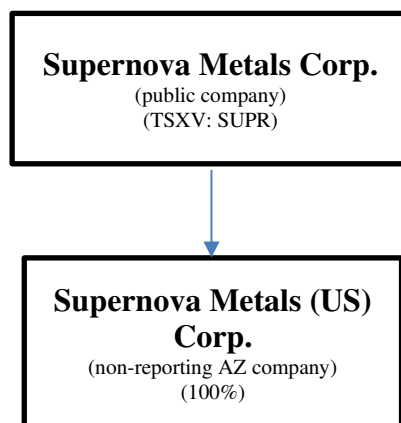 Supernova Metals Corp.
(public company)
(TSXV: SUPR)
Supernova Metals (US)
Corp.
(non-reporting AZ company)
(100%)